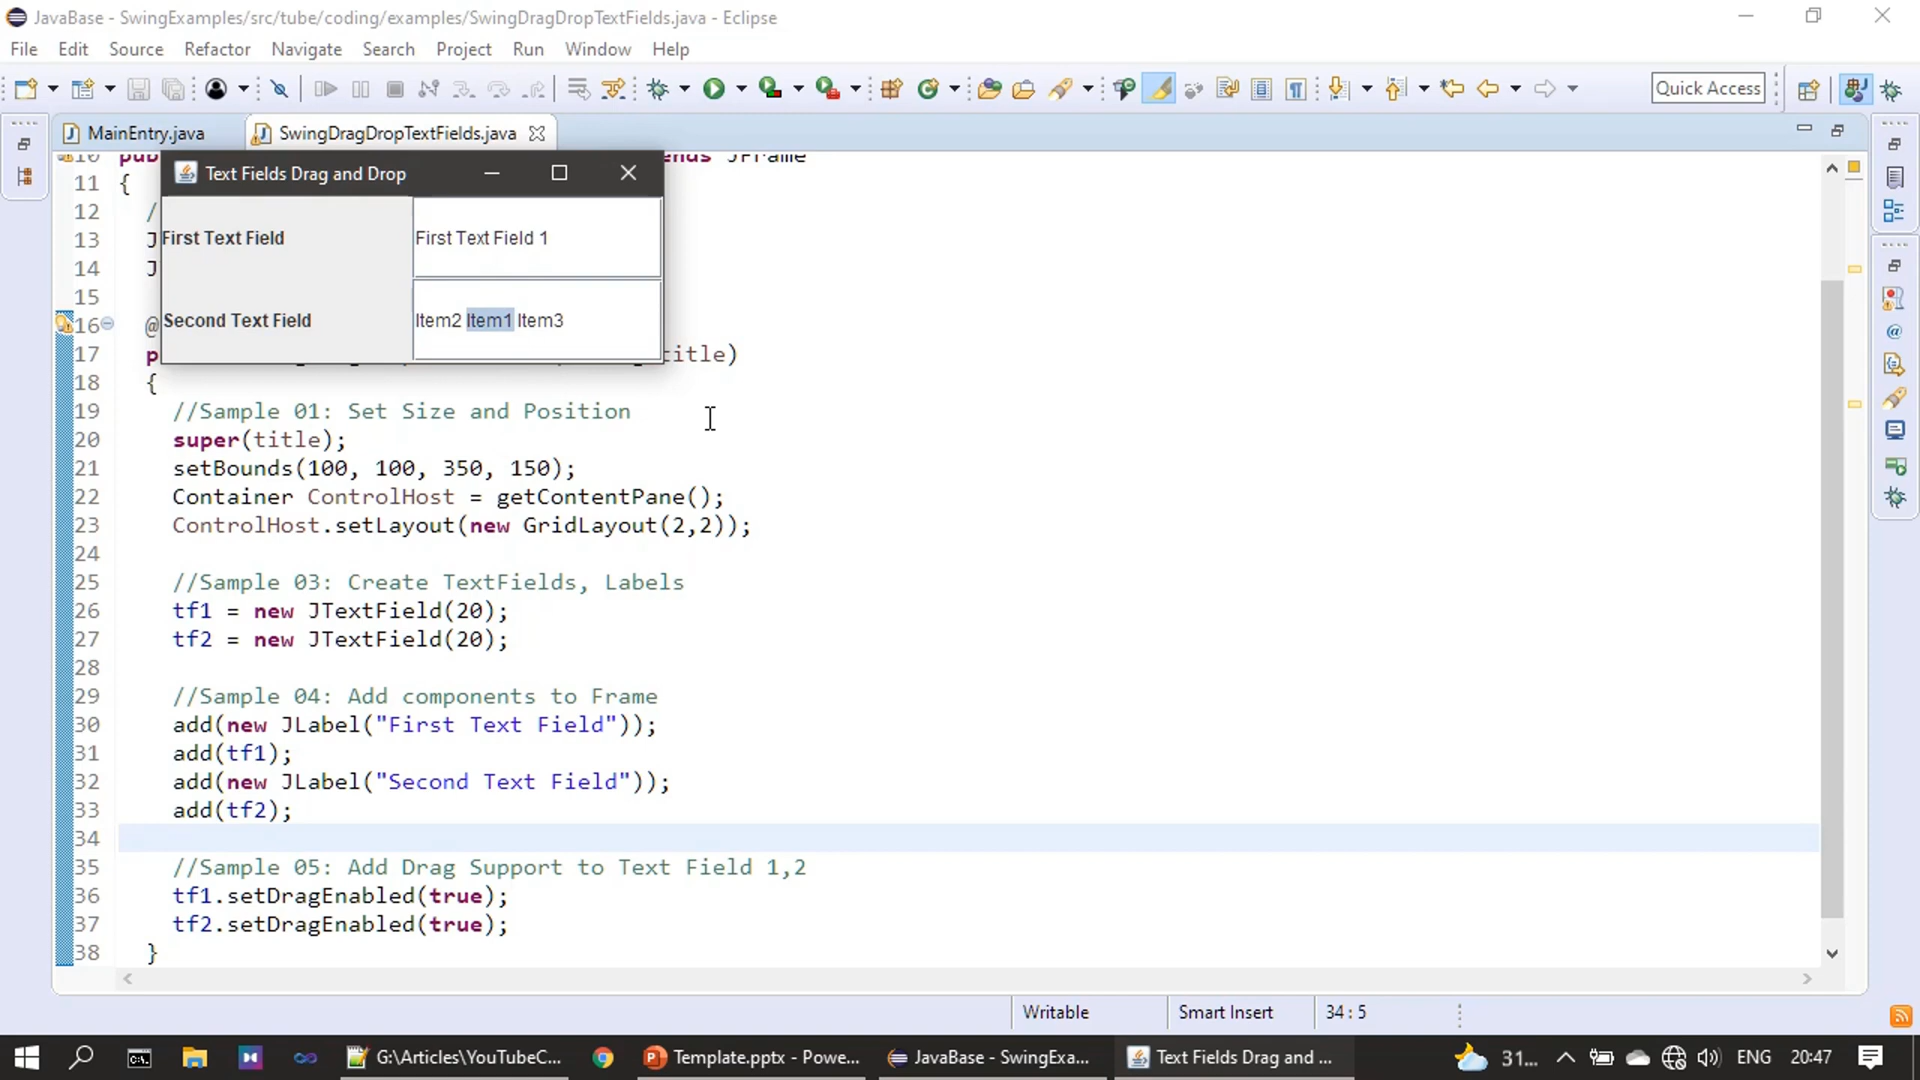 JavaBase - SwingExamples/src/tube/coding/examples/SwingDragDropTextFields.java - Eclipse
File Edit Source Refactor Navigate Search Run Window Help
Quick Access
MainEntry.java SwingDragDropTextFields.java
Text Fields Drag and Drop
First Text Field First Text Field 1
Second Text Field Item2 Item1 Item3
11 {
12 /
13 J
14 J
15
16 @
17 p title)
18 {
19 //Sample 01: Set Size and Position
20 super(title);
21 setBounds(100, 100, 350, 150);
22 Container ControlHost = getContentPane();
23 ControlHost.setLayout(new GridLayout(2,2));
24
25 //Sample 03: Create TextFields, Labels
26 tf1 = new JTextField(20);
27 tf2 = new JTextField(20);
28
29 //Sample 04: Add components to Frame
30 add(new JLabel("First Text Field"));
31 add(tf1);
32 add(new JLabel("Second Text Field"));
33 add(tf2);
34
35 //Sample 05: Add Drag Support to Text Field 1,2
36 tf1.setDragEnabled(true);
37 tf2.setDragEnabled(true);
38 }
Writable Smart Insert 34 : 5
G:\Articles\YouTubeC... Template.pptx - Powe... JavaBase - SwingExa... Text Fields Drag and ... 31... ENG 20:47